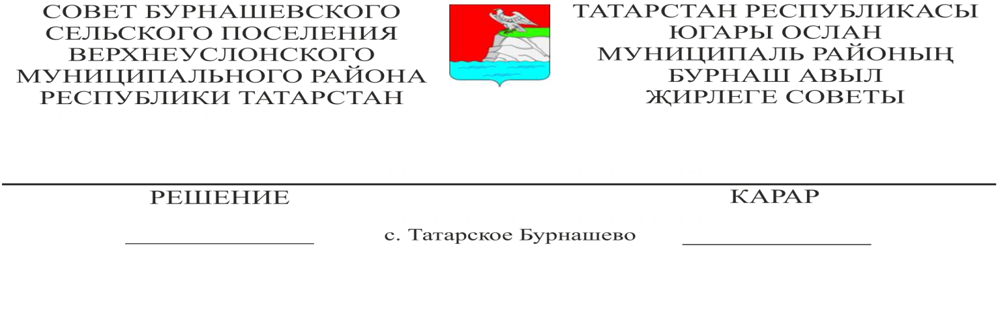 СОВЕТ БУРНАШЕВСКОГО
СЕЛЬСКОГО ПОСЕЛЕНИЯ
ВЕРХНЕУСЛОНСКОГО
МУНИЦИПАЛЬНОГО РАЙОНА
РЕСПУБЛИКИ ТАТАРСТАН
ТАТАРСТАН РЕСПУБЛИКАСЫ
ЮГАРЫ ОСЛАН
МУНИЦИПАЛЬ РАЙОНЫҢ
БУРНАШ АВЫЛ
ҖИРЛЕГЕ СОВЕТЫ
РЕШЕНИЕ
КАРАР
с. Татарское Бурнашево